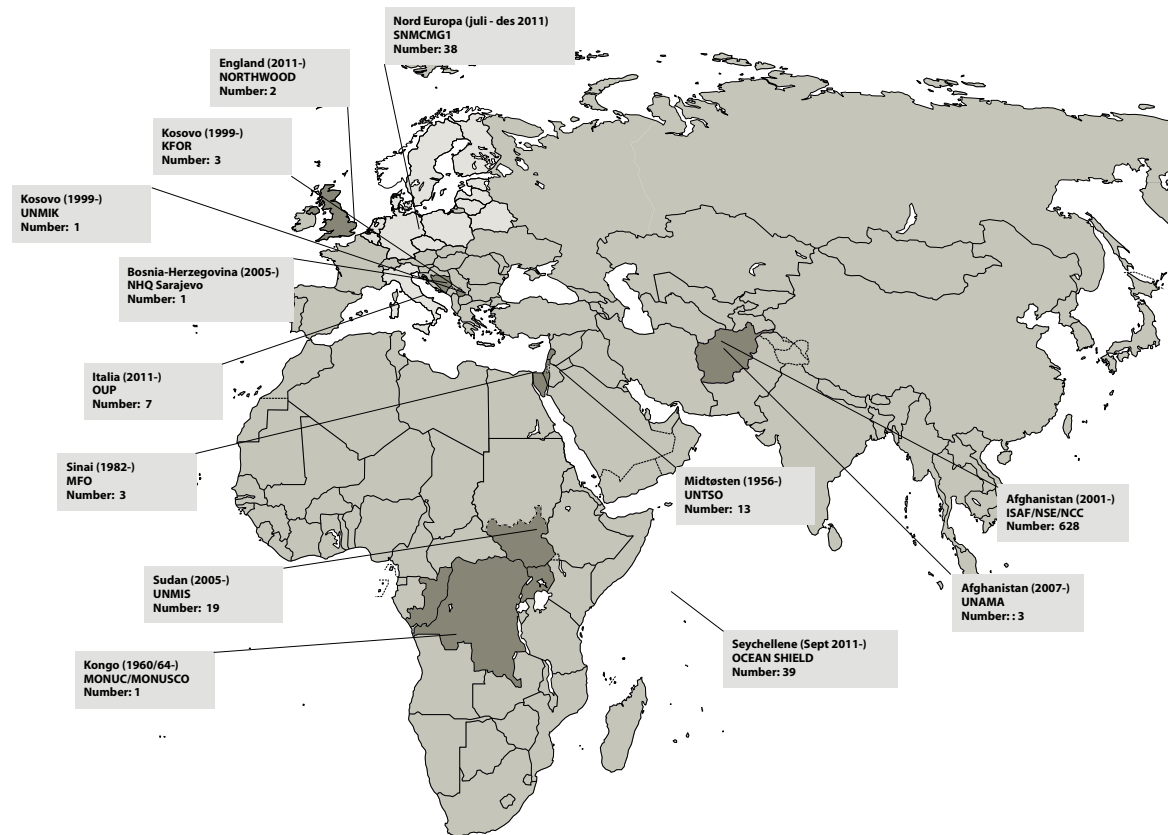 Nord Europa (juli - des 2011)
SNMCMG1
Number: 38
England (2011-)
NORTHWOOD
Number: 2
Kosovo (1999-)
KFOR
Number: 3
Kosovo (1999-)
UNMIK
Number: 1
Bosnia-Herzegovina (2005-)
NHQ Sarajevo
Number: 1
Italia (2011-)
OUP
Number: 7
Sinai (1982-)
MFO
Number: 3
Midtøsten (1956-)
UNTSO
Number: 13
Afghanistan (2001-)
ISAF/NSE/NCC
Number: 628
Sudan (2005-)
UNMIS
Number: 19
Afghanistan (2007-)
UNAMA
Number: : 3
Seychellene (Sept 2011-)
OCEAN SHIELD
Number: 39
Kongo (1960/64-)
MONUC/MONUSCO
Number: 1